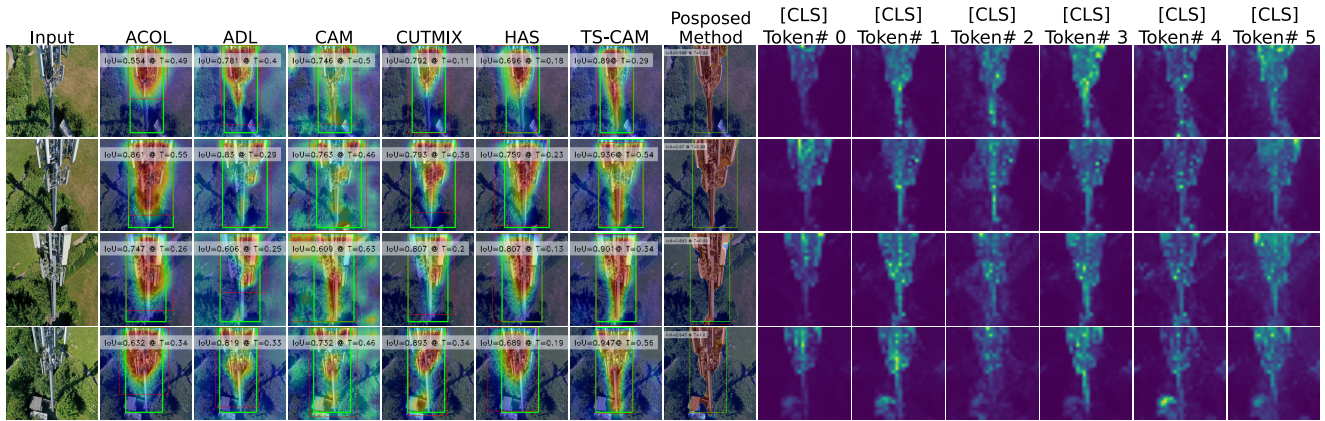 Input ACOL ADL CAM CUTMIX HAS TS-CAM Posposed Method [CLS] Token# 0 [CLS] Token# 1 [CLS] Token# 2 [CLS] Token# 3 [CLS] Token# 4 [CLS] Token# 5
IoU=0.554 @ T=0.49 IoU=0.781 @ T=0.4 IoU=0.746 @ T=0.5 IoU=0.792 @ T=0.11 IoU=0.696 @ T=0.18 IoU=0.89@ T=0.29
IoU=0.861 @ T=0.55 IoU=0.83 @ T=0.29 IoU=0.763 @ T=0.46 IoU=0.793 @ T=0.38 IoU=0.759 @ T=0.23 IoU=0.936@ T=0.54
IoU=0.747 @ T=0.26 IoU=0.606 @ T=0.25 IoU=0.609 @ T=0.63 IoU=0.807 @ T=0.2 IoU=0.807 @ T=0.13 IoU=0.901@ T=0.34
IoU=0.632 @ T=0.34 IoU=0.819 @ T=0.33 IoU=0.732 @ T=0.46 IoU=0.893 @ T=0.34 IoU=0.689 @ T=0.19 IoU=0.947@ T=0.56